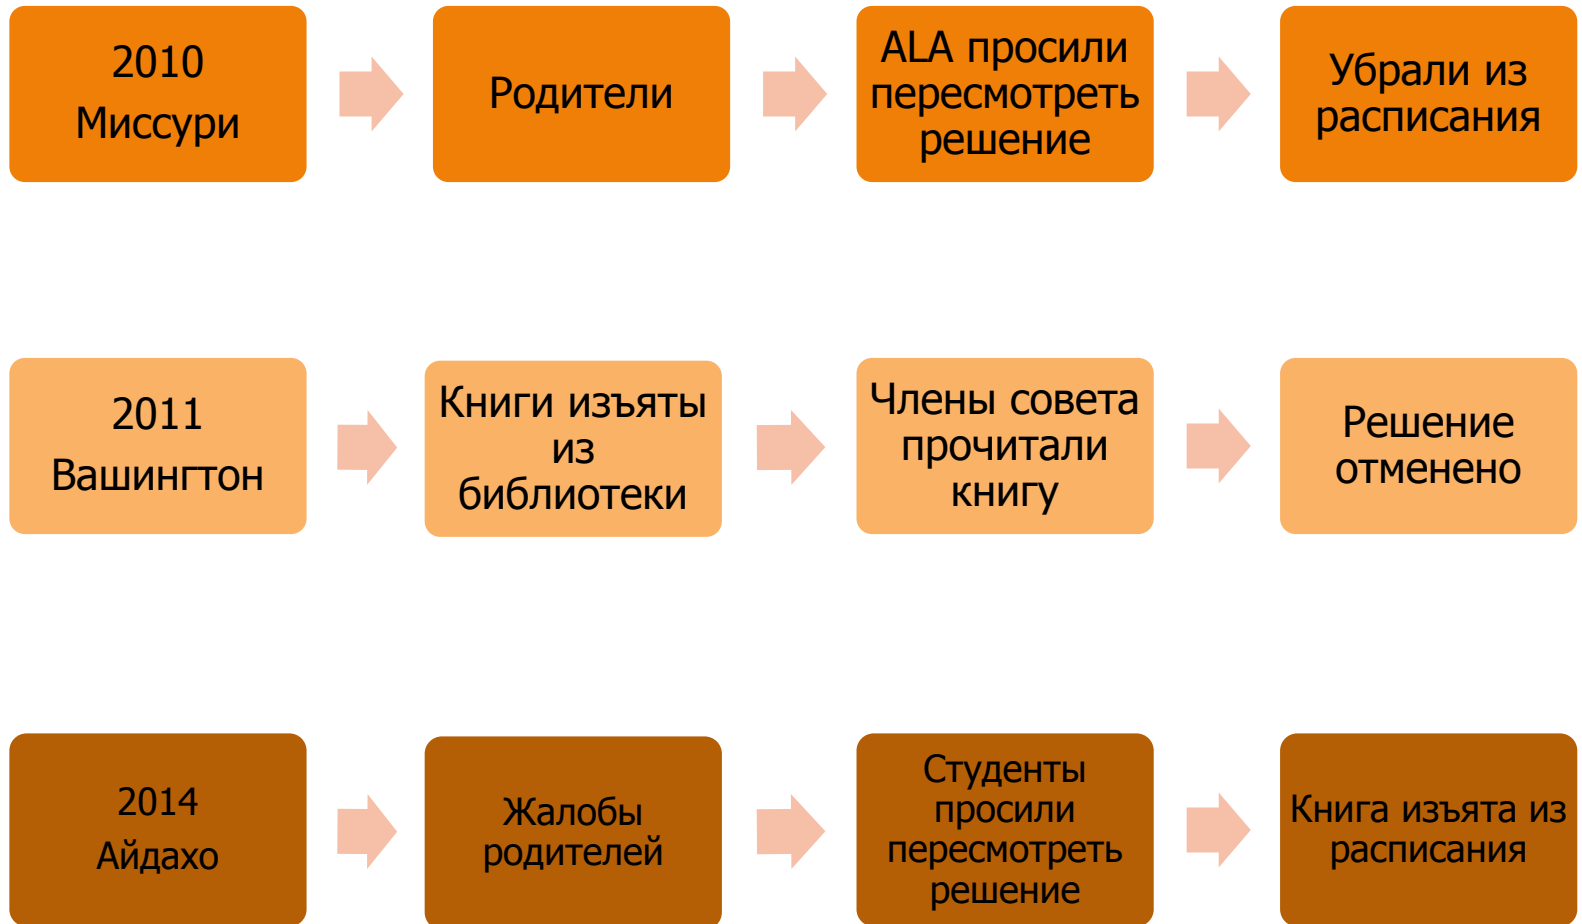 2010
Миссури
Родители
ALA просили
пересмотреть
решение
Убрали из
расписания
2011
Вашингтон
Книги изъяты
из
библиотеки
Члены совета
прочитали
книгу
Решение
отменено
2014
Айдахо
Жалобы
родителей
Студенты
просили
пересмотреть
решение
Книга изъята из
расписания